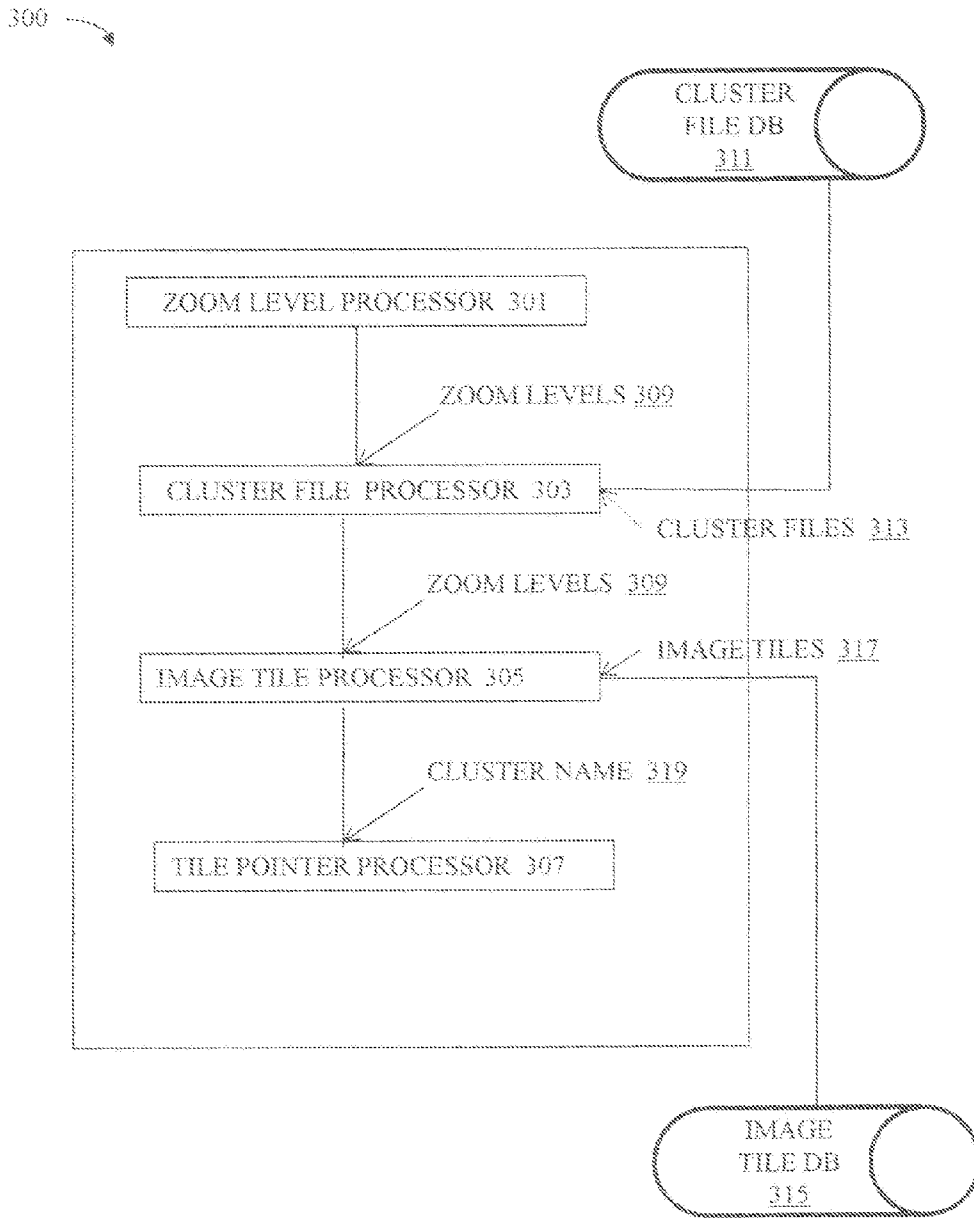 300
CLUSTER
FILE DB
311
ZOOM LEVEL PROCESSOR 301
ZOOM LEVELS 309
CLUSTER FILE PROCESSOR 303
CLUSTER FILES 313
ZOOM LEVELS 309
IMAGE TILES 317
IMAGE TILE PROCESSOR 305
CLUSTER NAME 319
TILE POINTER PROCESSOR 307
IMAGE
TILE DB
315